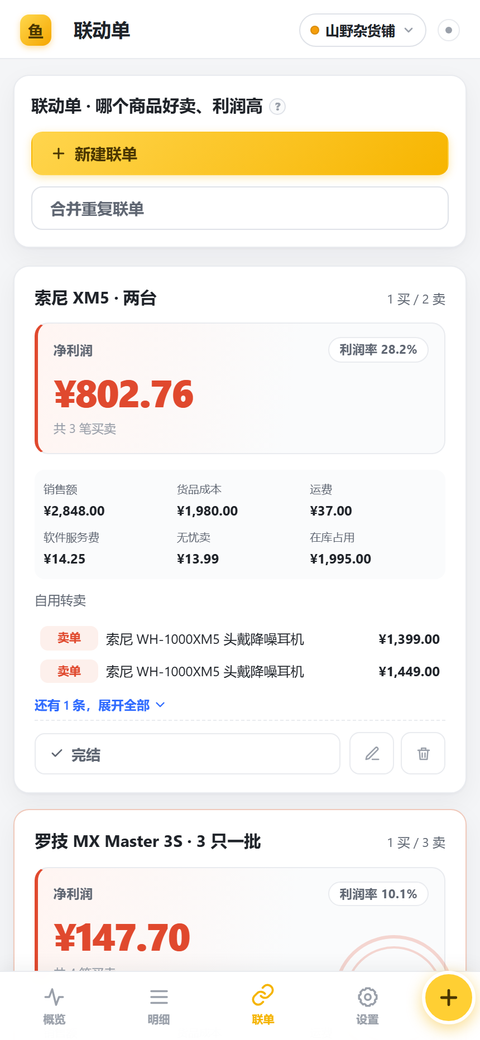 鱼 联动单 山野杂货铺
联动单 · 哪个商品好卖、利润高 ?
+ 新建联单
合并重复联单
索尼 XM5 · 两台 1 买 / 2 卖
净利润 利润率 28.2%
¥802.76
共 3 笔买卖
销售额 货品成本 运费
¥2,848.00 ¥1,980.00 ¥37.00
软件服务费 无忧卖 在库占用
¥14.25 ¥13.99 ¥1,995.00
自用转卖
卖单 索尼 WH-1000XM5 头戴降噪耳机 ¥1,399.00
卖单 索尼 WH-1000XM5 头戴降噪耳机 ¥1,449.00
还有 1 条，展开全部
完结
罗技 MX Master 3S · 3 只一批 1 买 / 3 卖
净利润 利润率 10.1%
¥147.70
概览 明细 联单 设置 +